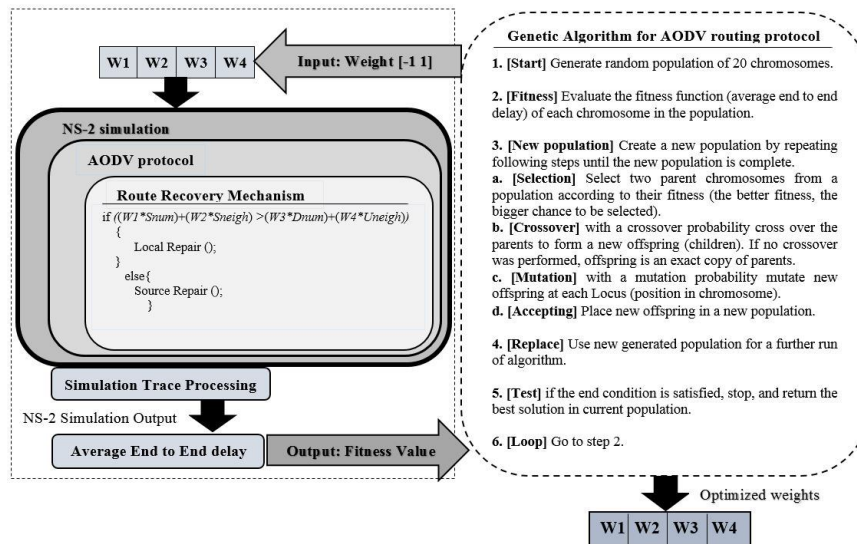 W1 W2 W3 W4
Input: Weight [-1 1]
NS-2 simulation
AODV protocol
Route Recovery Mechanism
if ((W1*Snum)+(W2*Sneigh) >(W3*Dnum)+(W4*Uneigh))
{
Local Repair ();
}
else{
Source Repair ();
}
Simulation Trace Processing
NS-2 Simulation Output
Average End to End delay
Output: Fitness Value
Genetic Algorithm for AODV routing protocol
1. [Start] Generate random population of 20 chromosomes.
2. [Fitness] Evaluate the fitness function (average end to end
delay) of each chromosome in the population.
3. [New population] Create a new population by repeating
following steps until the new population is complete.
a. [Selection] Select two parent chromosomes from a
population according to their fitness (the better fitness, the
bigger chance to be selected).
b. [Crossover] with a crossover probability cross over the
parents to form a new offspring (children). If no crossover
was performed, offspring is an exact copy of parents.
c. [Mutation] with a mutation probability mutate new
offspring at each Locus (position in chromosome).
d. [Accepting] Place new offspring in a new population.
4. [Replace] Use new generated population for a further run
of algorithm.
5. [Test] if the end condition is satisfied, stop, and return the
best solution in current population.
6. [Loop] Go to step 2.
Optimized weights
W1 W2 W3 W4